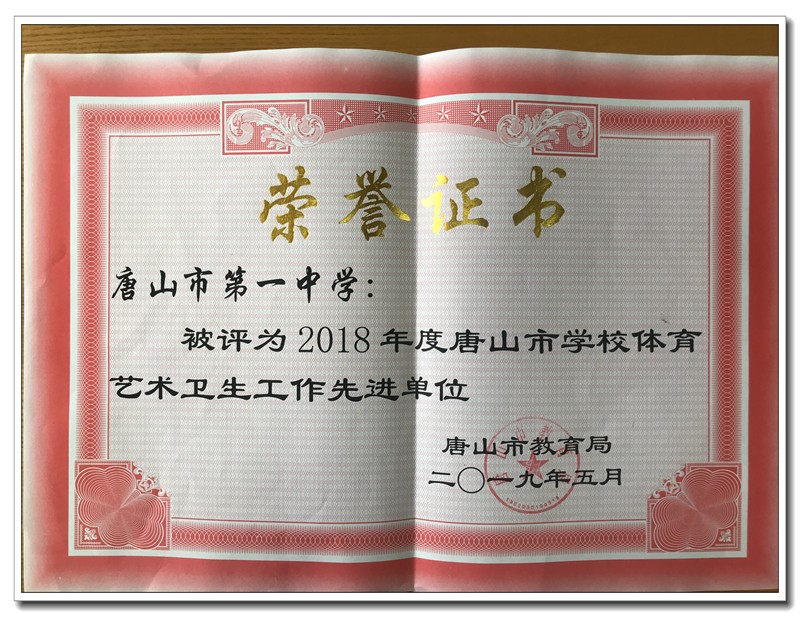 荣誉证书
唐山市第一中学：
被评为2018年度唐山市学校体育
艺术卫生工作先进单位
唐山市教育局
二〇一九年五月